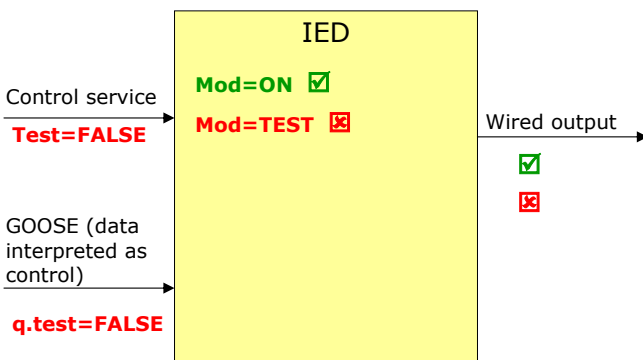 IED
Mod=ON
Control service
Test=FALSE
Mod=TEST
Wired output
GOOSE (data
interpreted as
control)
q.test=FALSE